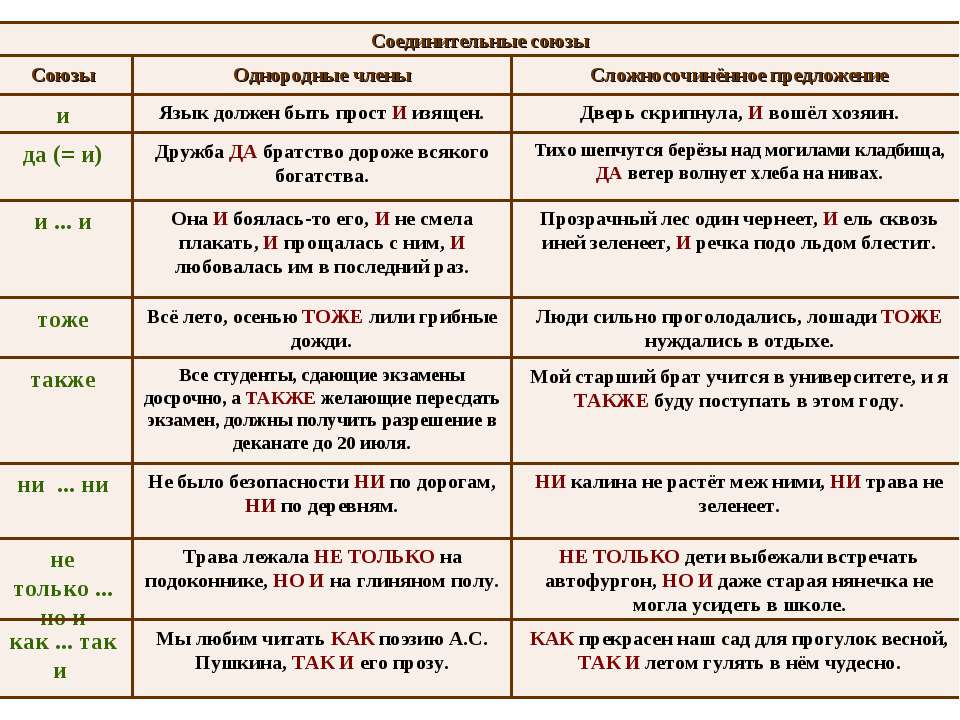 Соединительные союзы
Союзы
Однородные члены
Сложносочинённое предложение
и
Язык должен быть прост И изящен.
Дверь скрипнула, И вошёл хозяин.
да (= и)
Дружба ДА братство дороже всякого
богатства.
Тихо шепчутся берёзы над могилами кладбища,
ДА ветер волнует хлеба на нивах.
и ... и
Она И боялась-то его, И не смела
плакать, И прощалась с ним, И
любовалась им в последний раз.
Прозрачный лес один чернеет, И ель сквозь
иней зеленеет, И речка подо льдом блестит.
тоже
Всё лето, осенью ТОЖЕ лили грибные
дожди.
Люди сильно проголодались, лошади ТОЖЕ
нуждались в отдыхе.
также
Все студенты, сдающие экзамены
досрочно, а ТАКЖЕ желающие пересдать
экзамен, должны получить разрешение в
деканате до 20 июля.
Мой старший брат учится в университете, и я
ТАКЖЕ буду поступать в этом году.
ни ... ни
Не было безопасности НИ по дорогам,
НИ по деревням.
НИ калина не растёт меж ними, НИ трава не
зеленеет.
не
только ...
но и
Трава лежала НЕ ТОЛЬКО на
подоконнике, НО И на глиняном полу.
НЕ ТОЛЬКО дети выбежали встречать
автофургон, НО И даже старая нянечка не
могла усидеть в школе.
как ... так
и
Мы любим читать КАК поэзию А.С.
Пушкина, ТАК И его прозу.
КАК прекрасен наш сад для прогулок весной,
ТАК И летом гулять в нём чудесно.